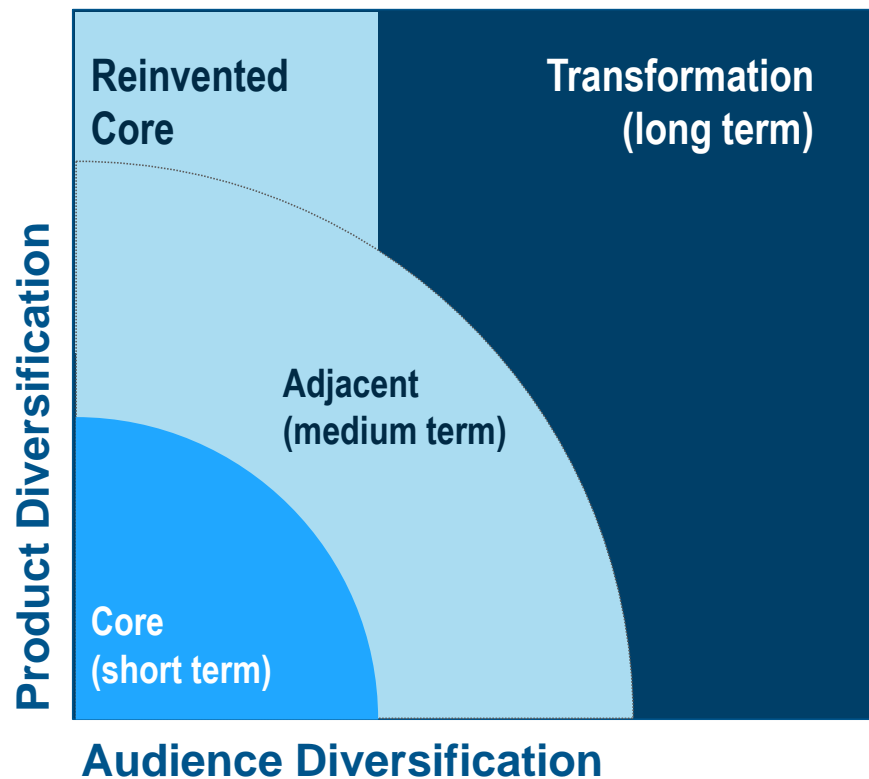 Reinvented
Core
Transformation
(long term)
Adjacent
(medium term)
Core
(short term)
Product Diversification
Audience Diversification